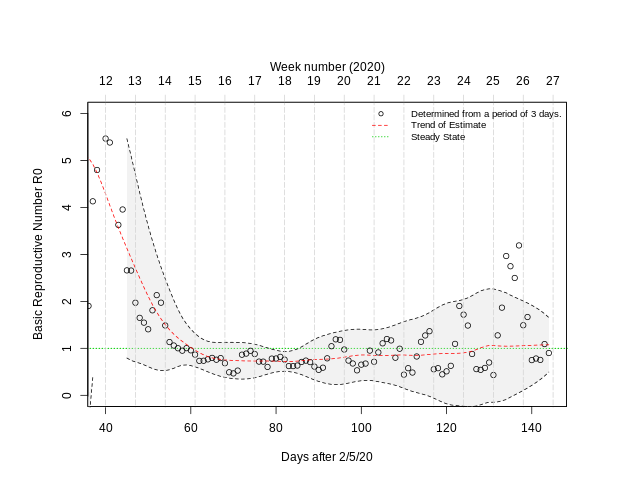 Week number (2020)
12 13 14 15 16 17 18 19 20 21 22 23 24 25 26 27
Determined from a period of 3 days.
Trend of Estimate
Steady State
Basic Reproductive Number R0
6
5
4
3
2
1
0
40 60 80 100 120 140
Days after 2/5/20